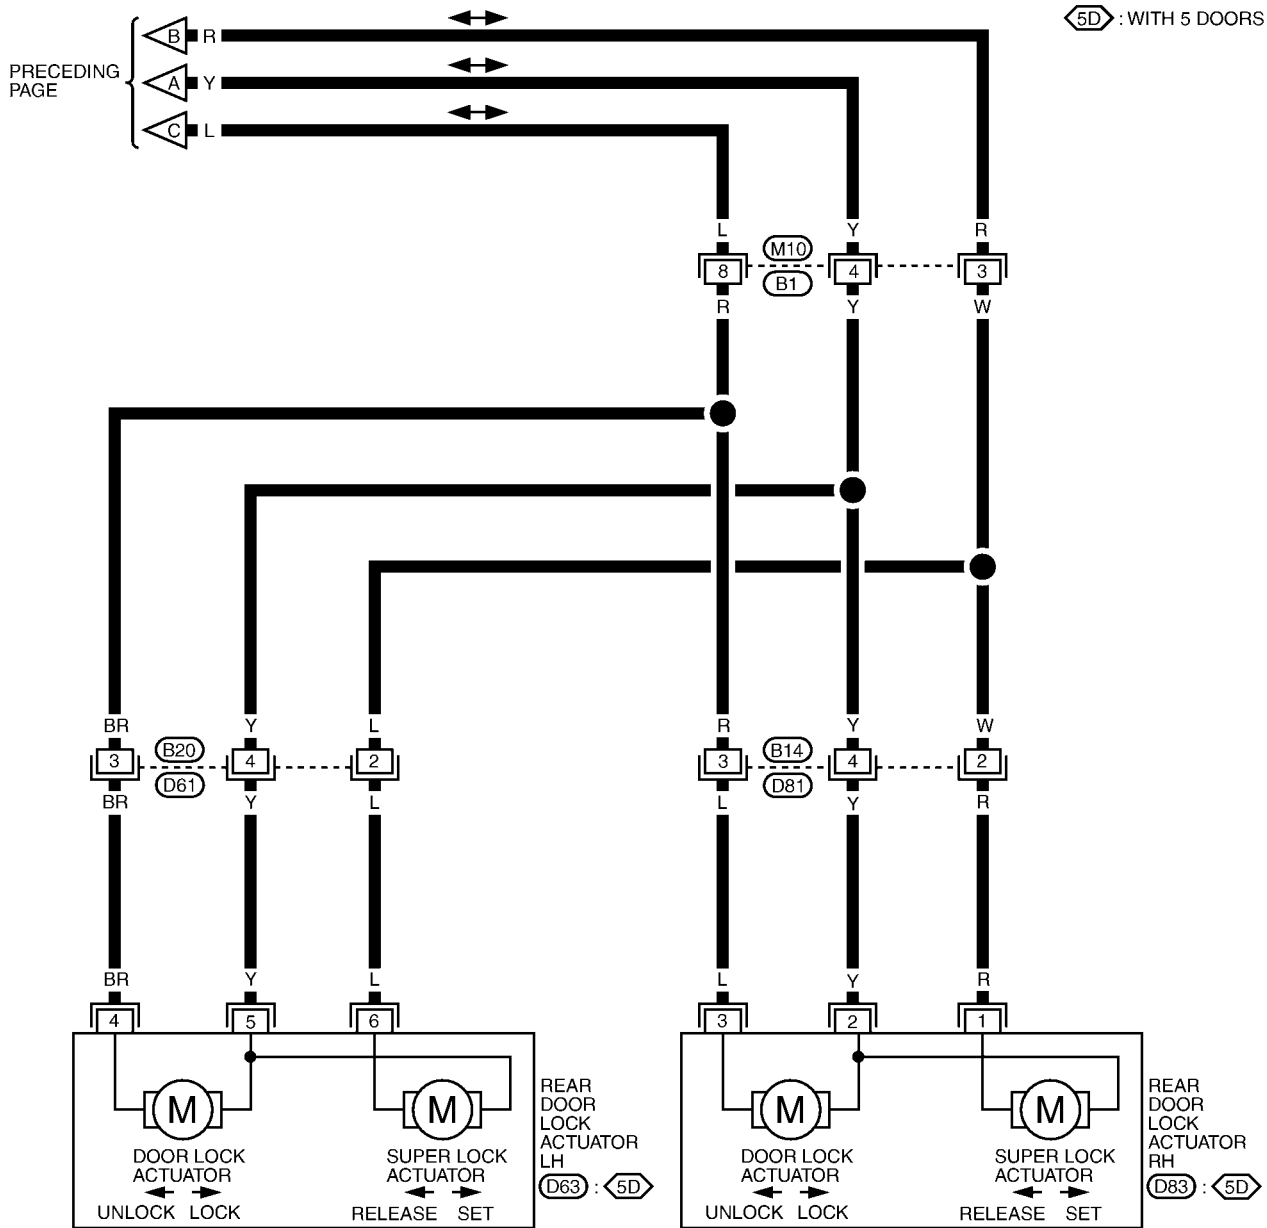 5D : WITH 5 DOORS
B R
PRECEDING
PAGE
A Y
C L
L Y R
M10
8 4 3
B1
R Y W
BR Y L R Y W
B20 B14
3 4 2 3 4 2
D61 D81
BR Y L L Y R
BR Y L L Y R
4 5 6 3 2 1
M M M M
REAR
DOOR
LOCK
ACTUATOR
LH
D63 : 5D
REAR
DOOR
LOCK
ACTUATOR
RH
D83 : 5D
DOOR LOCK
ACTUATOR
UNLOCK LOCK
SUPER LOCK
ACTUATOR
RELEASE SET
DOOR LOCK
ACTUATOR
UNLOCK LOCK
SUPER LOCK
ACTUATOR
RELEASE SET